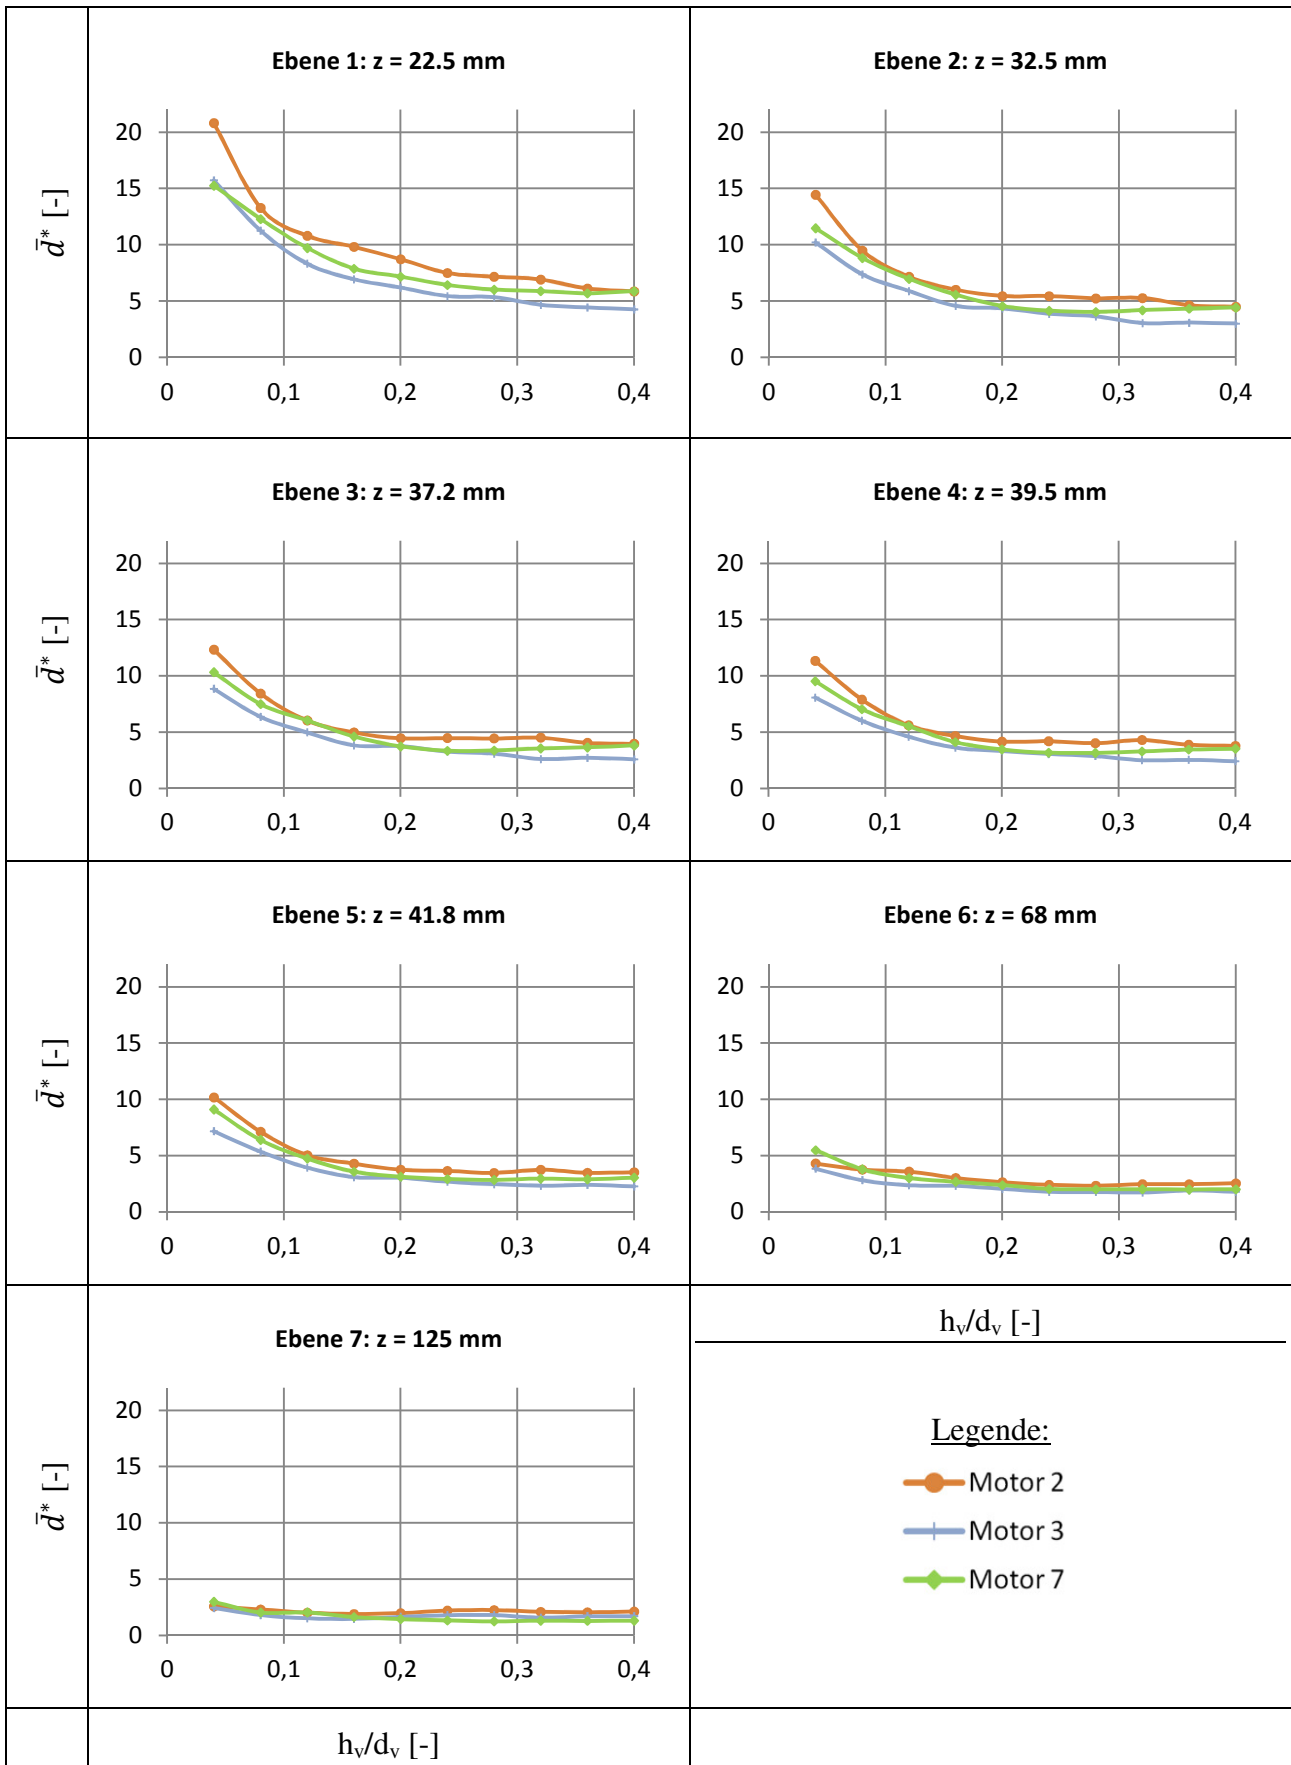 Ebene 1: z = 22.5 mm
d̄* [-]
20
15
10
5
0
0 0,1 0,2 0,3 0,4
Ebene 2: z = 32.5 mm
20
15
10
5
0
0 0,1 0,2 0,3 0,4
Ebene 3: z = 37.2 mm
d̄* [-]
20
15
10
5
0
0 0,1 0,2 0,3 0,4
Ebene 4: z = 39.5 mm
20
15
10
5
0
0 0,1 0,2 0,3 0,4
Ebene 5: z = 41.8 mm
d̄* [-]
20
15
10
5
0
0 0,1 0,2 0,3 0,4
Ebene 6: z = 68 mm
20
15
10
5
0
0 0,1 0,2 0,3 0,4
Ebene 7: z = 125 mm
d̄* [-]
20
15
10
5
0
0 0,1 0,2 0,3 0,4
hᵥ/dᵥ [-]
Legende:
Motor 2
Motor 3
Motor 7
hᵥ/dᵥ [-]